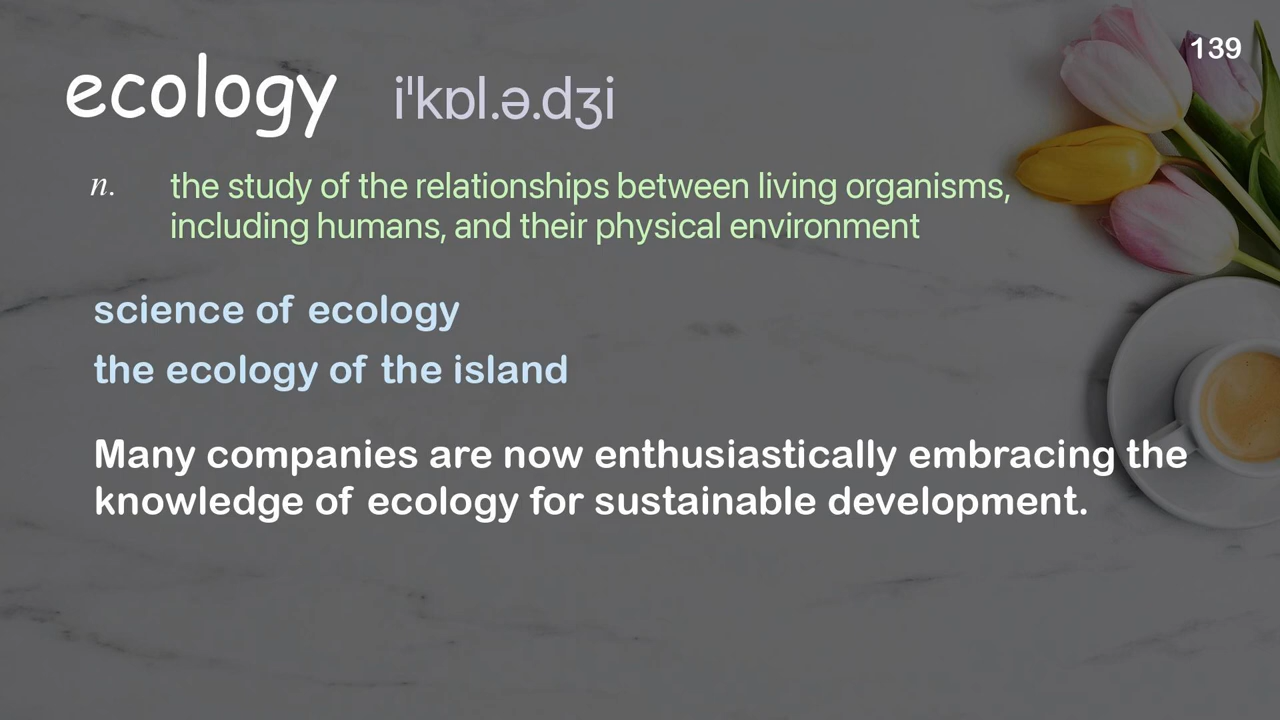 139
ecology iˈkɒl.ə.dʒi
n. the study of the relationships between living organisms,
including humans, and their physical environment
science of ecology
the ecology of the island
Many companies are now enthusiastically embracing the
knowledge of ecology for sustainable development.